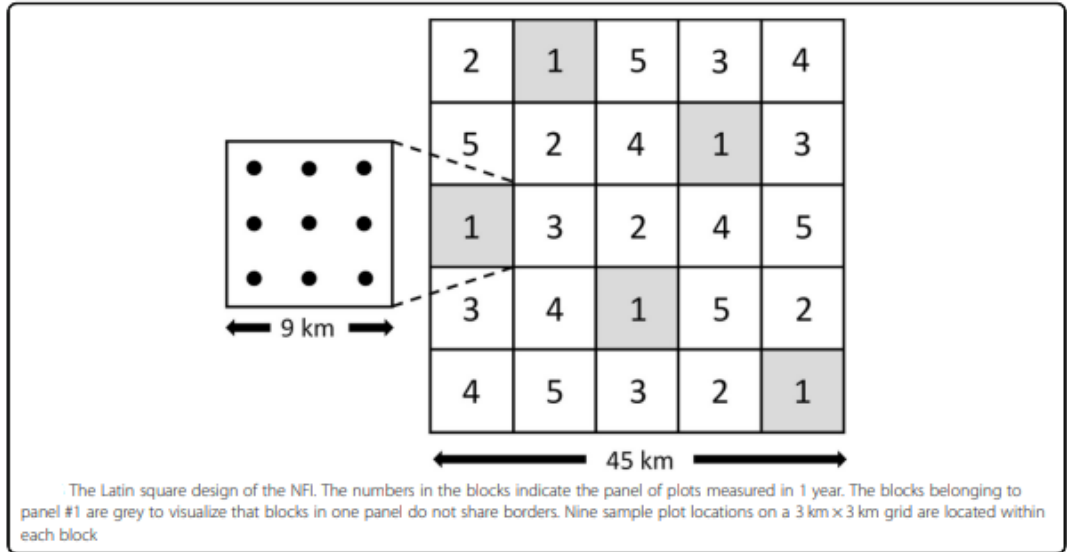 2 1 5 3 4
5 2 4 1 3
1 3 2 4 5
3 4 1 5 2
4 5 3 2 1
9 km
45 km
The Latin square design of the NFI. The numbers in the blocks indicate the panel of plots measured in 1 year. The blocks belonging to
panel #1 are grey to visualize that blocks in one panel do not share borders. Nine sample plot locations on a 3 km × 3 km grid are located within
each block